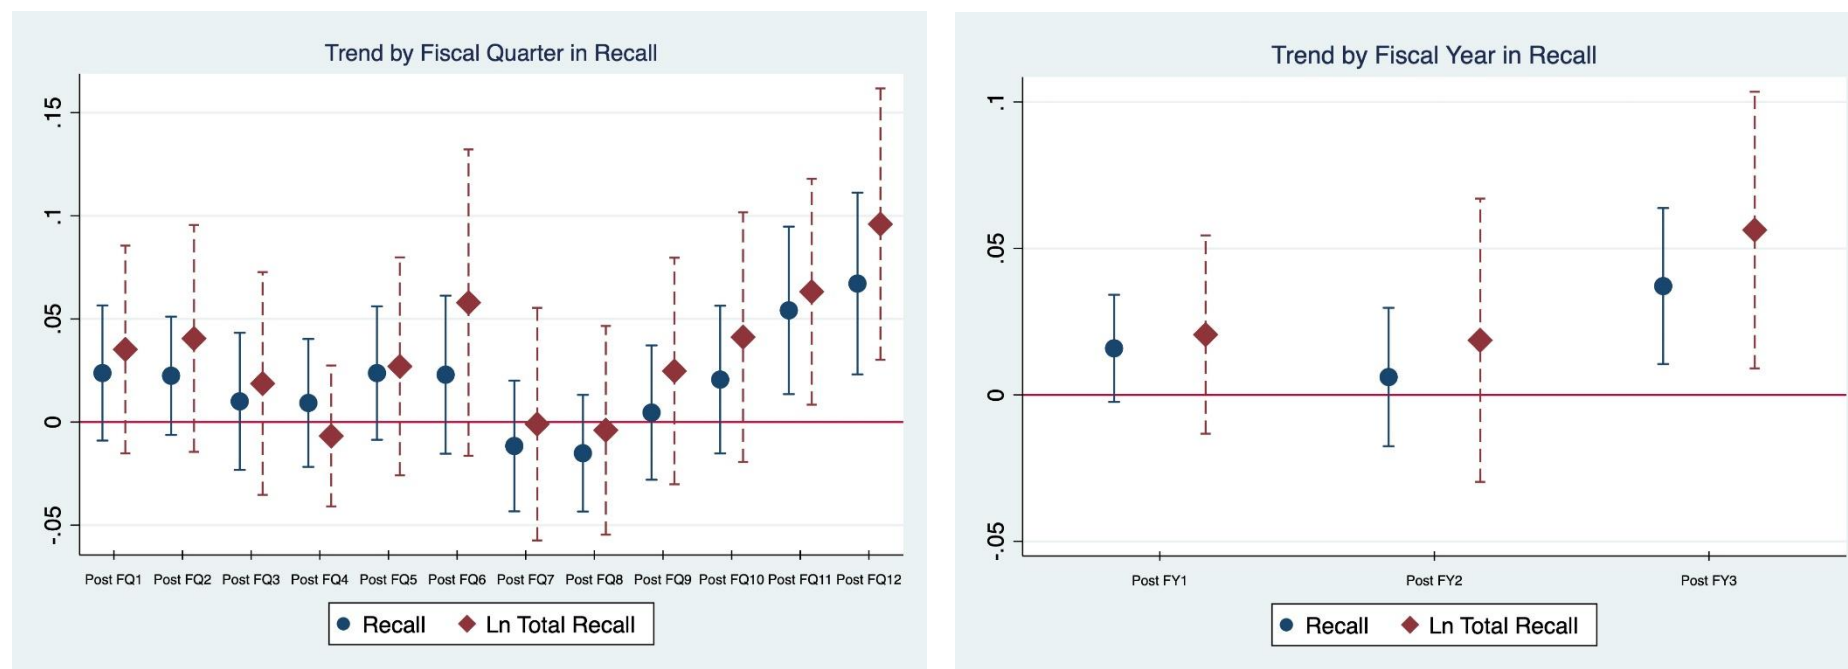 Trend by Fiscal Quarter in Recall
.15
.1
.05
0
-.05
Post FQ1 Post FQ2 Post FQ3 Post FQ4 Post FQ5 Post FQ6 Post FQ7 Post FQ8 Post FQ9 Post FQ10 Post FQ11 Post FQ12
Recall Ln Total Recall
Trend by Fiscal Year in Recall
.1
.05
0
-.05
Post FY1 Post FY2 Post FY3
Recall Ln Total Recall